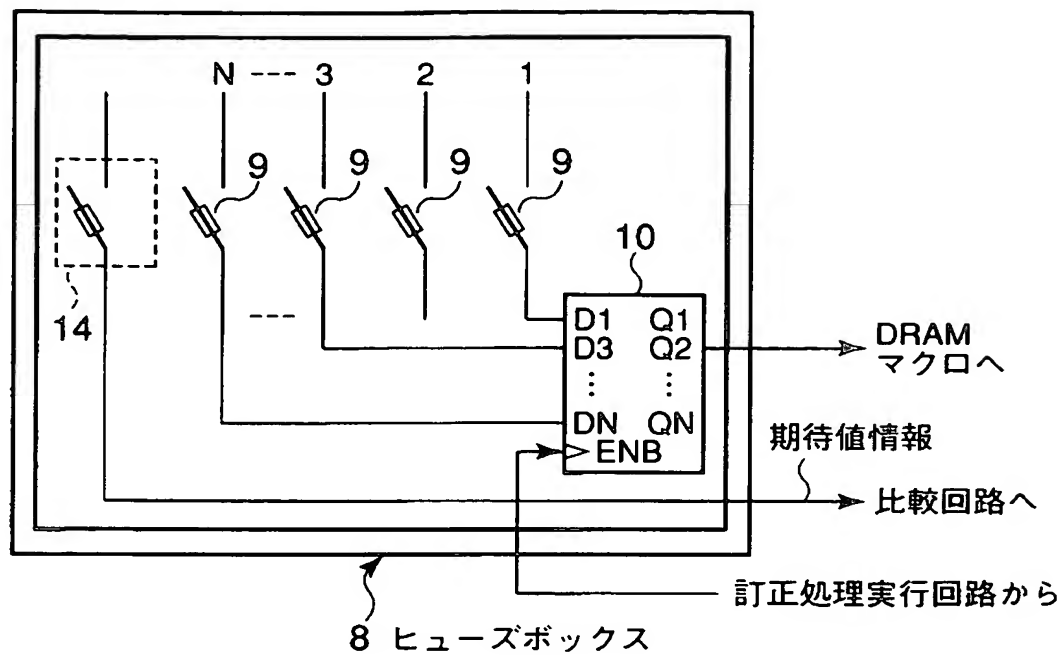 N --- 3 2 1
9 9 9 9
14
10
---
D1 Q1
D3 Q2
⋮ ⋮
DN QN
ENB
DRAM
マクロへ
期待値情報
比較回路へ
訂正処理実行回路から
8 ヒューズボックス